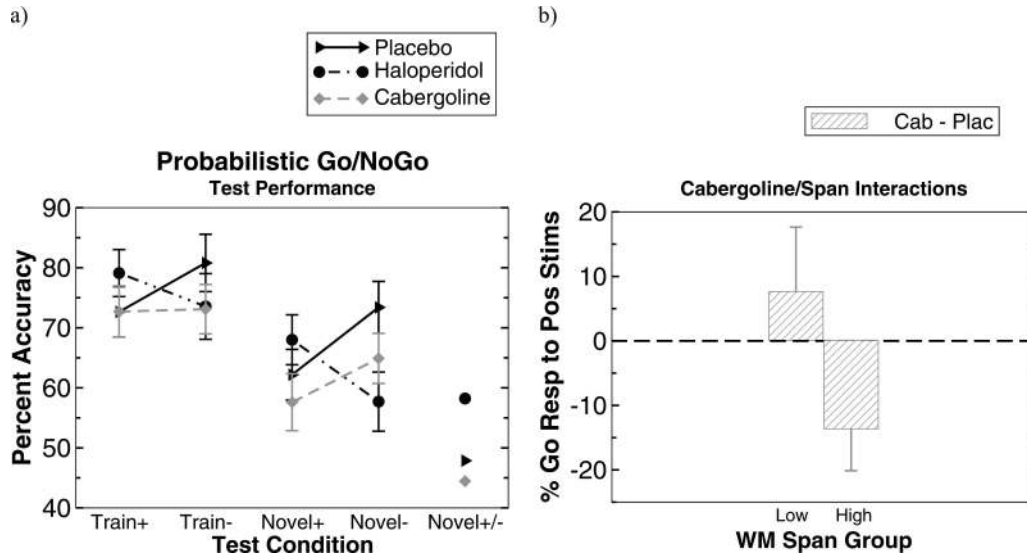 a)
b)
Placebo
Haloperidol
Cabergoline
Cab - Plac
Probabilistic Go/NoGo
Test Performance
Cabergoline/Span Interactions
Percent Accuracy
90
80
70
60
50
40
Train+ Train- Novel+ Novel- Novel+/-
Test Condition
% Go Resp to Pos Stims
20
10
0
-10
-20
Low High
WM Span Group